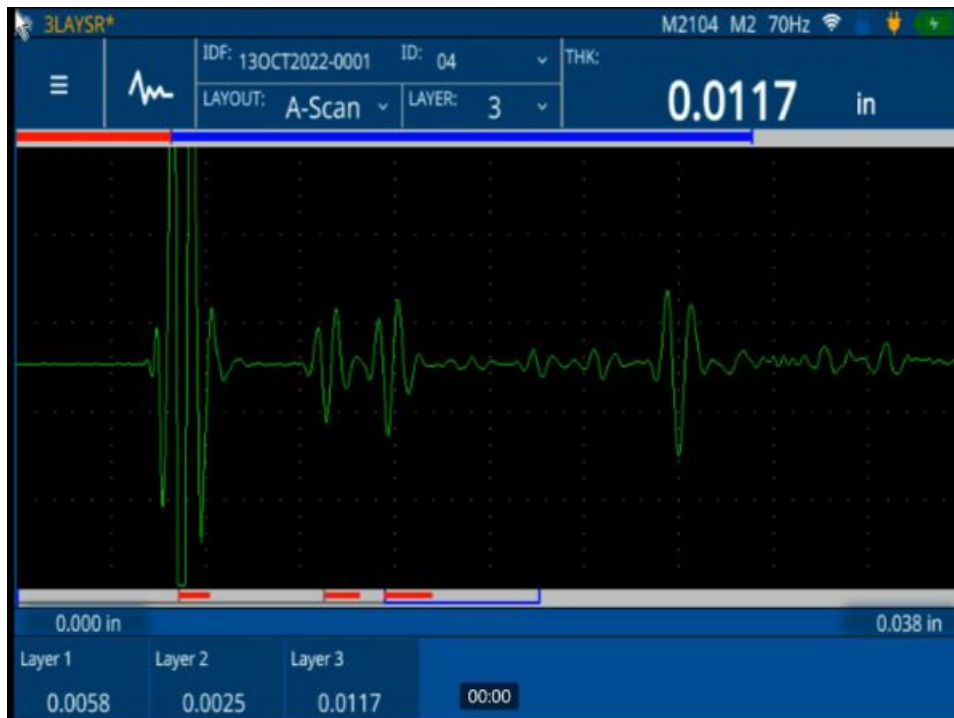 3LAYSR* M2104 M2 70Hz
IDF: 13OCT2022-0001 ID: 04 THK:
LAYOUT: A-Scan LAYER: 3 0.0117 in
0.000 in 0.038 in
Layer 1 Layer 2 Layer 3
0.0058 0.0025 0.0117 00:00